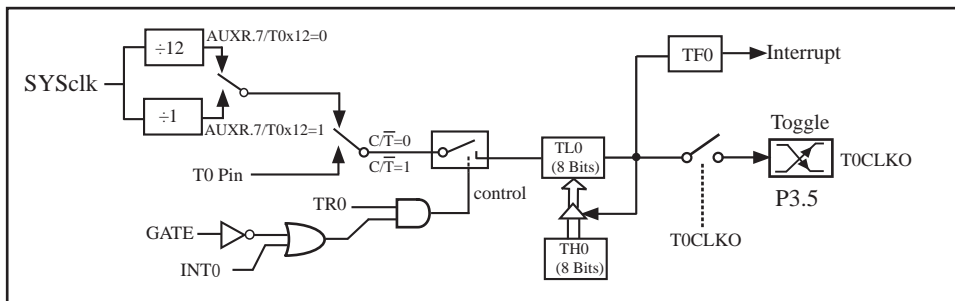 AUXR.7/T0x12=0
÷12
SYSclk
÷1
AUXR.7/T0x12=1
T0 Pin
C/T̅=0
C/T̅=1
TR0
GATE
INT0
control
TL0
(8 Bits)
TH0
(8 Bits)
TF0
Interrupt
Toggle
T0CLKO
P3.5
T0CLKO